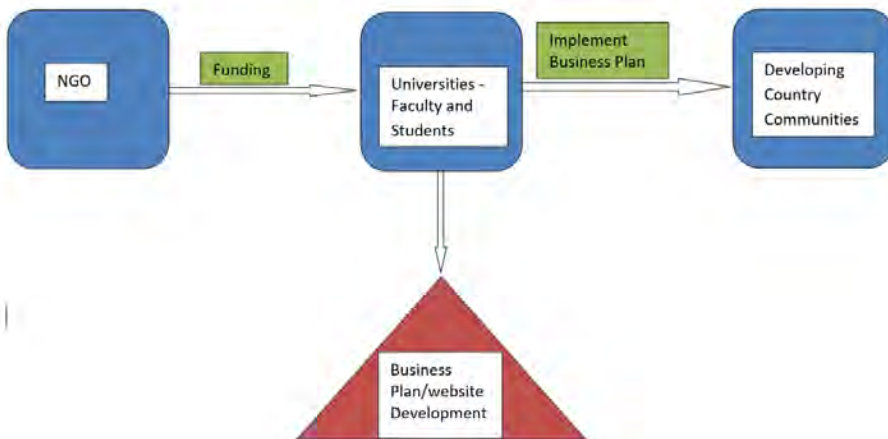 NGO
Funding
Universities -
Faculty and
Students
Implement
Business Plan
Developing
Country
Communities
Business
Plan/website
Development